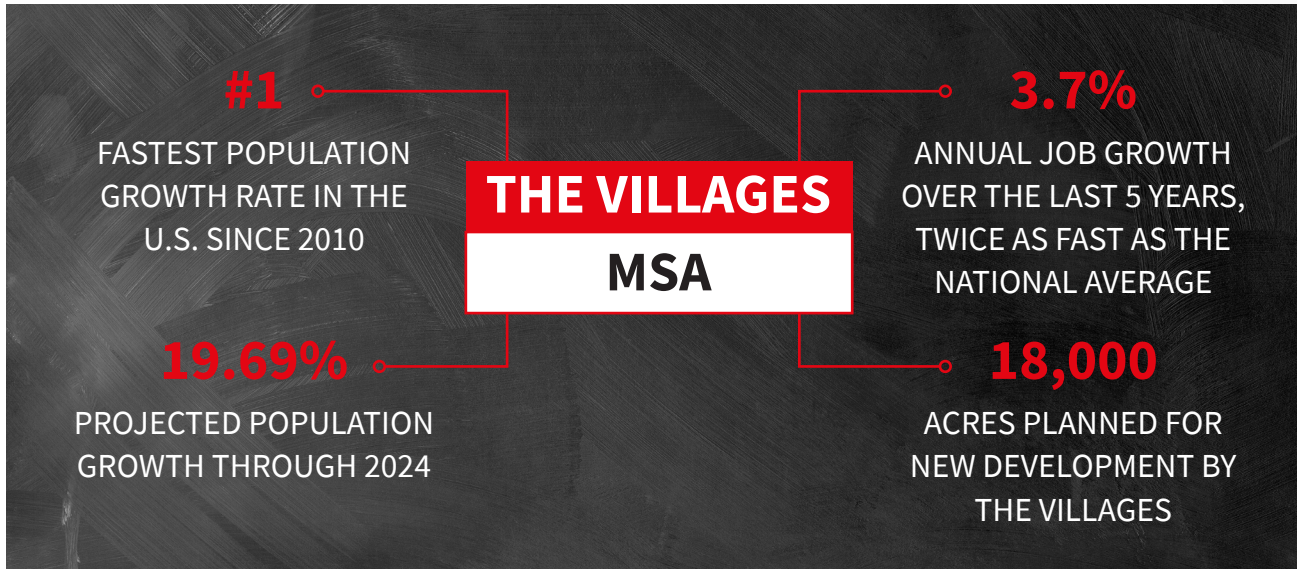 #1
FASTEST POPULATION
GROWTH RATE IN THE
U.S. SINCE 2010
THE VILLAGES
MSA
3.7%
ANNUAL JOB GROWTH
OVER THE LAST 5 YEARS,
TWICE AS FAST AS THE
NATIONAL AVERAGE
19.69%
PROJECTED POPULATION
GROWTH THROUGH 2024
18,000
ACRES PLANNED FOR
NEW DEVELOPMENT BY
THE VILLAGES